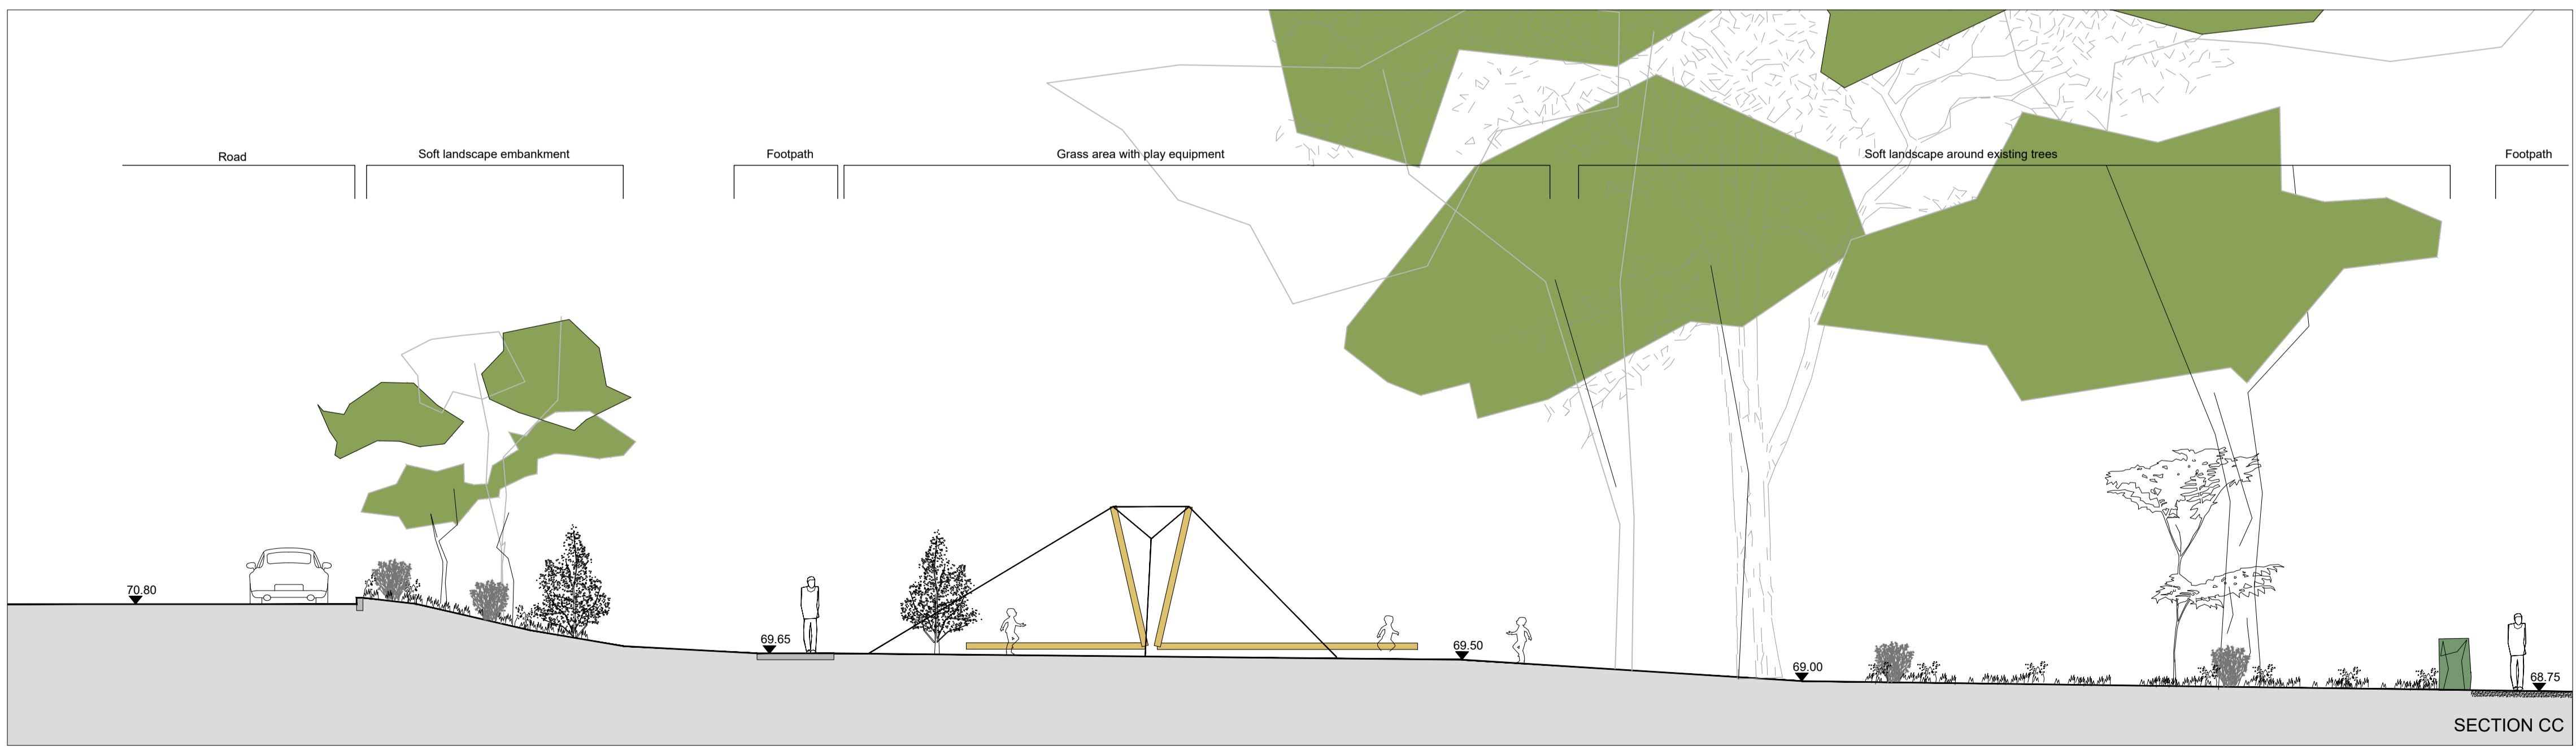 Road
Soft landscape embankment
Footpath
Grass area with play equipment
Soft landscape around existing trees
Footpath
70.80
69.65
69.50
69.00
68.75
SECTION CC